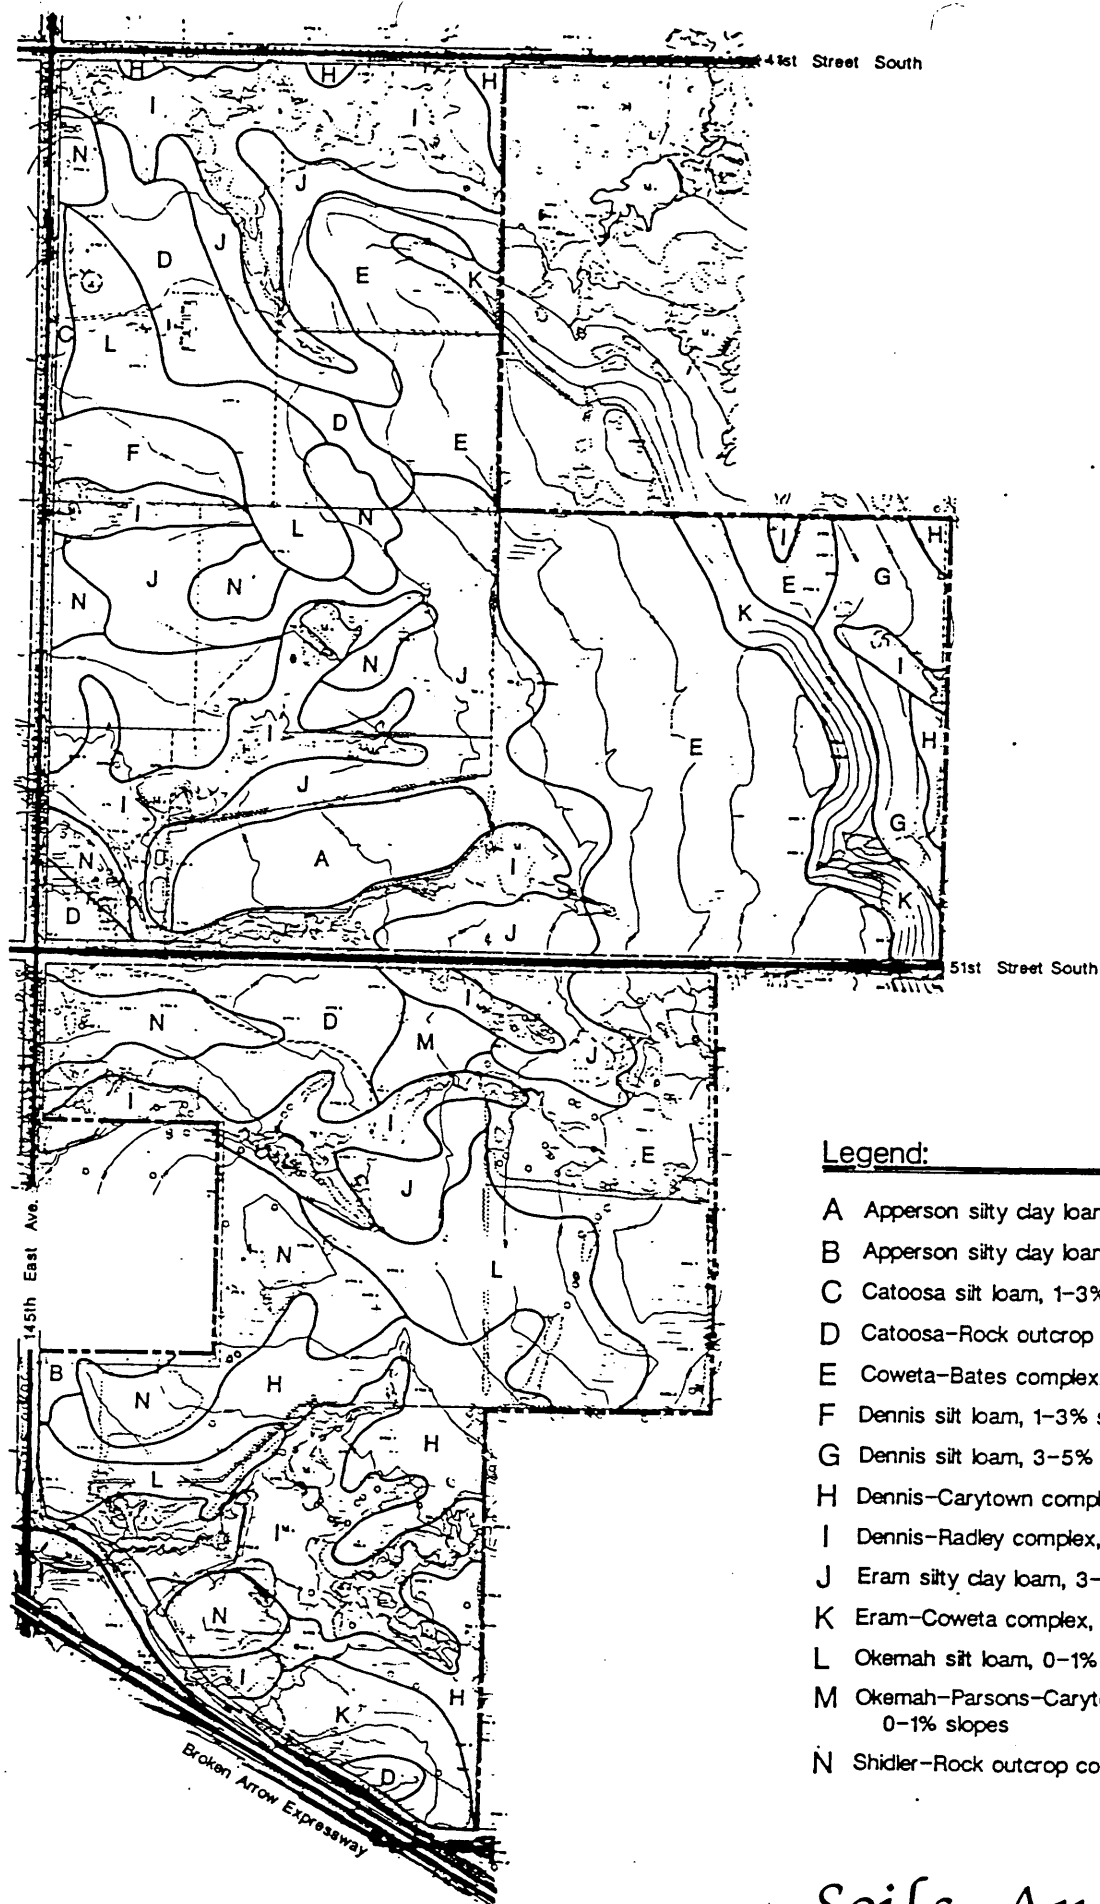 41st Street South
H
H
H
I
I
N
J
J
D
E
K
C
L
D
F
E
I
L
N
J
N
N
I
H
E
G
K
N
I
J
I
E
H
J
I
G
N
A
I
D
K
J
51st Street South
N
D
I
M
J
I
I
E
J
145th East Ave.
N
L
B
N
H
H
L
I
N
I
H
K
D
Broken Arrow Expressway
Legend:
A Apperson silty clay loam
B Apperson silty clay loam
C Catoosa silt loam, 1-3%
D Catoosa-Rock outcrop
E Coweta-Bates complex
F Dennis silt loam, 1-3% s
G Dennis silt loam, 3-5%
H Dennis-Carytown compl
I Dennis-Radley complex,
J Eram silty clay loam, 3-
K Eram-Coweta complex,
L Okemah silt loam, 0-1%
M Okemah-Parsons-Caryt
0-1% slopes
N Shidler-Rock outcrop co